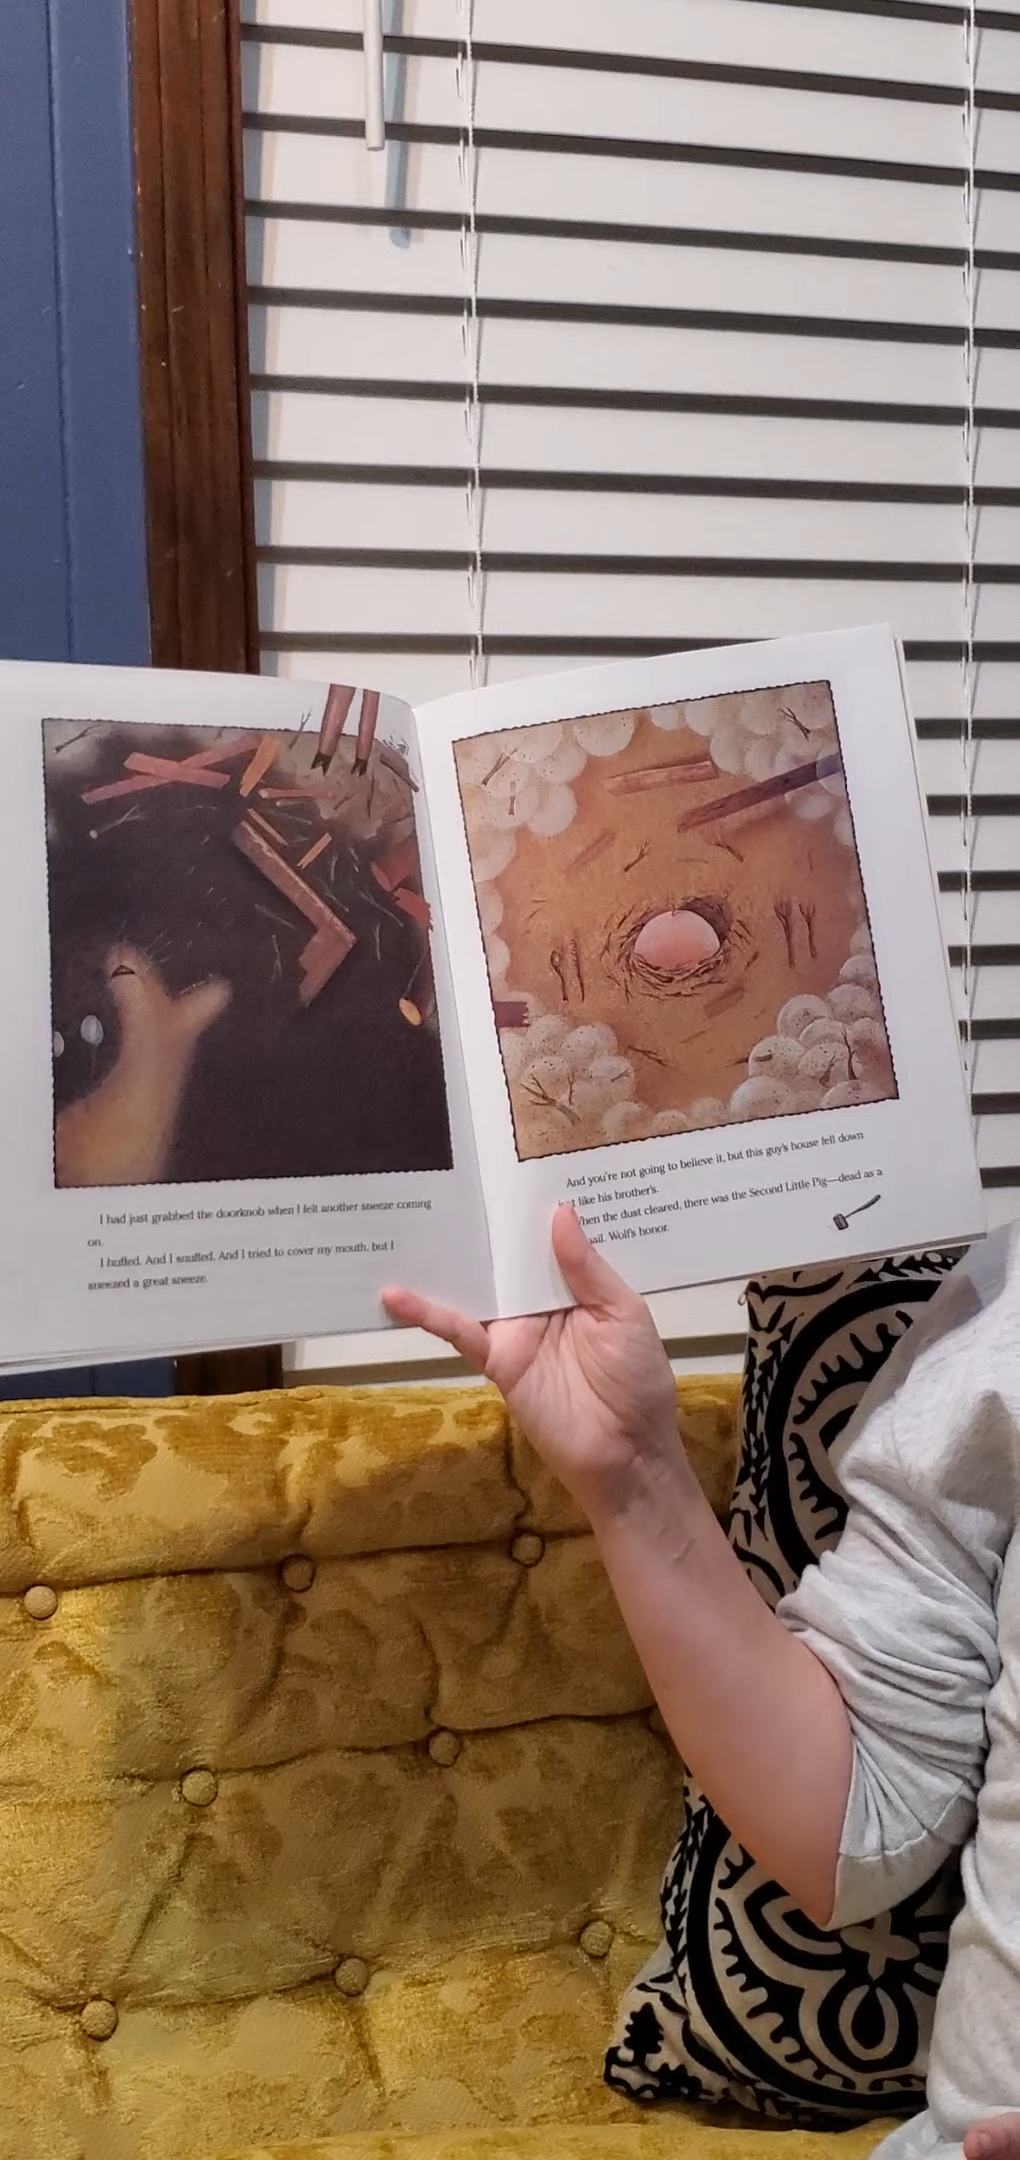 I had just grabbed the doorknob when I felt another sneeze coming
on.
I huffed. And I snuffed. And I tried to cover my mouth, but I
sneezed a great sneeze.
And you're not going to believe it, but this guy's house fell down
like his brother's.
When the dust cleared, there was the Second Little Pig—dead as a
Wolf's honor.